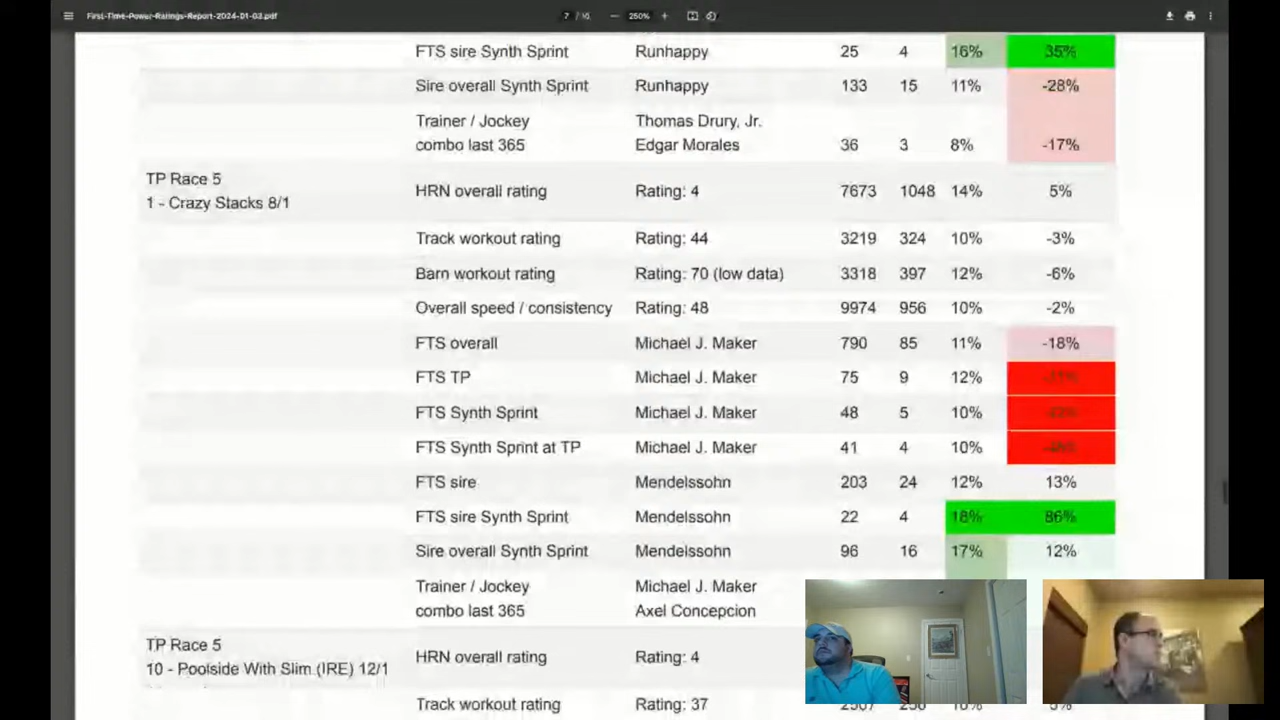 First-Time-Power-Ratings-Report-2024-01-03.pdf 7 / 250%
FTS sire Synth Sprint Runhappy 25 4 16% 35%
Sire overall Synth Sprint Runhappy 133 15 11% -28%
Trainer / Jockey Thomas Drury, Jr.
combo last 365 Edgar Morales 36 3 8% -17%
TP Race 5
1 - Crazy Stacks 8/1 HRN overall rating Rating: 4 7673 1048 14% 5%
Track workout rating Rating: 44 3219 324 10% -3%
Barn workout rating Rating: 70 (low data) 3318 397 12% -6%
Overall speed / consistency Rating: 48 9974 956 10% -2%
FTS overall Michael J. Maker 790 85 11% -18%
FTS TP Michael J. Maker 75 9 12%
FTS Synth Sprint Michael J. Maker 48 5 10%
FTS Synth Sprint at TP Michael J. Maker 41 4 10%
FTS sire Mendelssohn 203 24 12% 13%
FTS sire Synth Sprint Mendelssohn 22 4 18% 86%
Sire overall Synth Sprint Mendelssohn 96 16 17% 12%
Trainer / Jockey Michael J. Maker
combo last 365 Axel Concepcion
TP Race 5
10 - Poolside With Slim (IRE) 12/1 HRN overall rating Rating: 4
Track workout rating Rating: 37